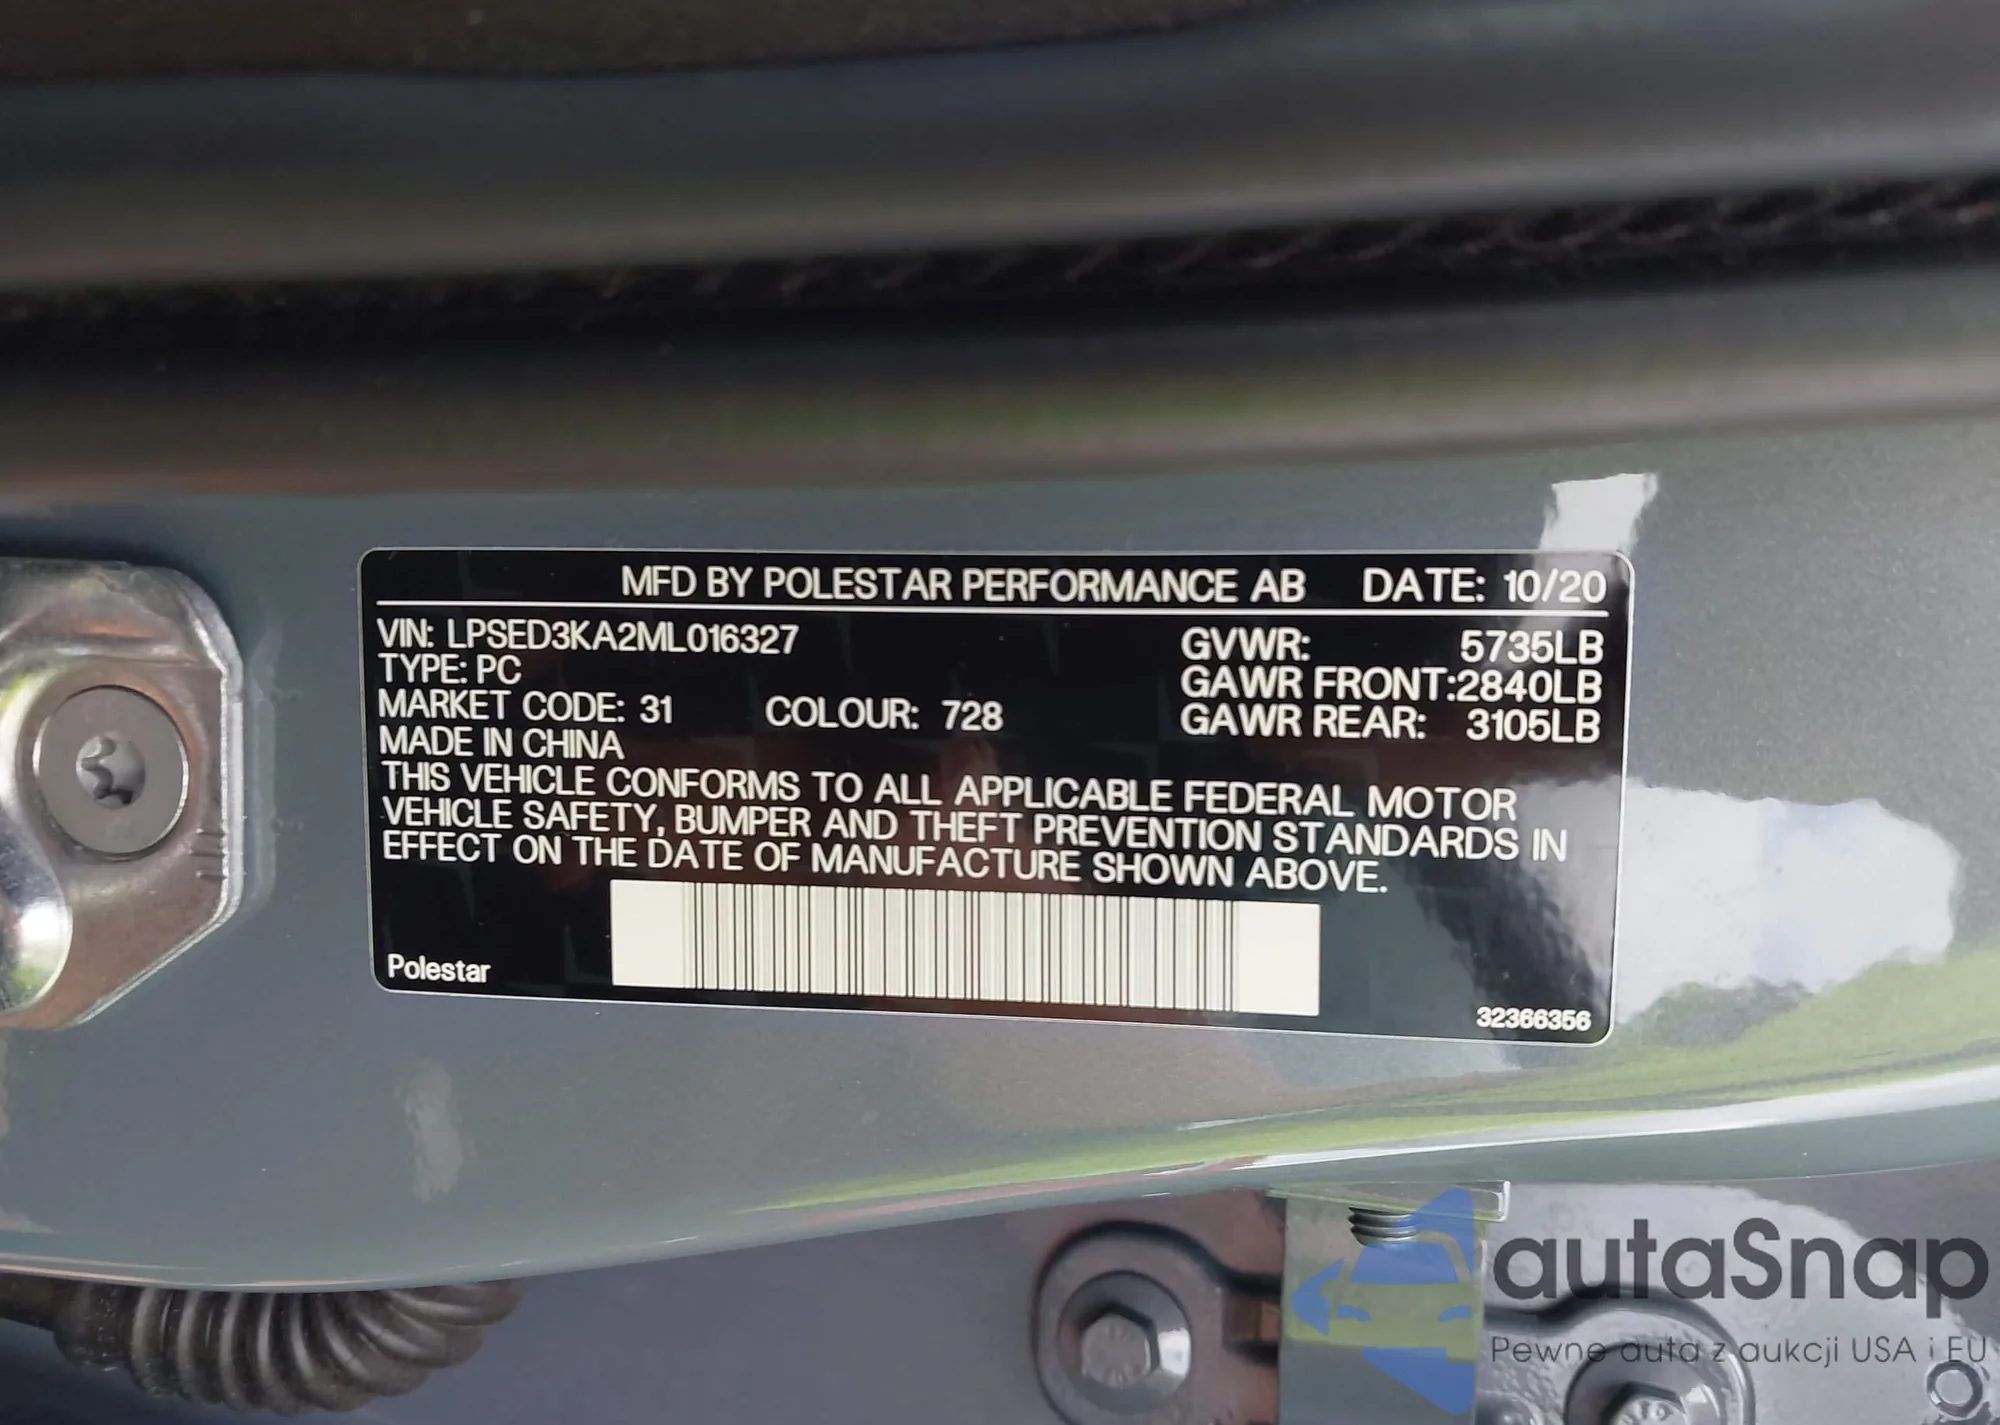 MFD BY POLESTAR PERFORMANCE AB DATE: 10/20
VIN: LPSED3KA2ML016327
TYPE: PC
MARKET CODE: 31 COLOUR: 728
MADE IN CHINA
GVWR: 5735LB
GAWR FRONT:2840LB
GAWR REAR: 3105LB
THIS VEHICLE CONFORMS TO ALL APPLICABLE FEDERAL MOTOR
VEHICLE SAFETY, BUMPER AND THEFT PREVENTION STANDARDS IN
EFFECT ON THE DATE OF MANUFACTURE SHOWN ABOVE.
Polestar
32366356
autaSnap
Pewne auta z aukcji USA i EU